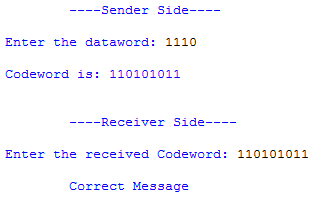 ----Sender Side----
Enter the dataword: 1110
Codeword is: 110101011
----Receiver Side----
Enter the received Codeword: 110101011
Correct Message